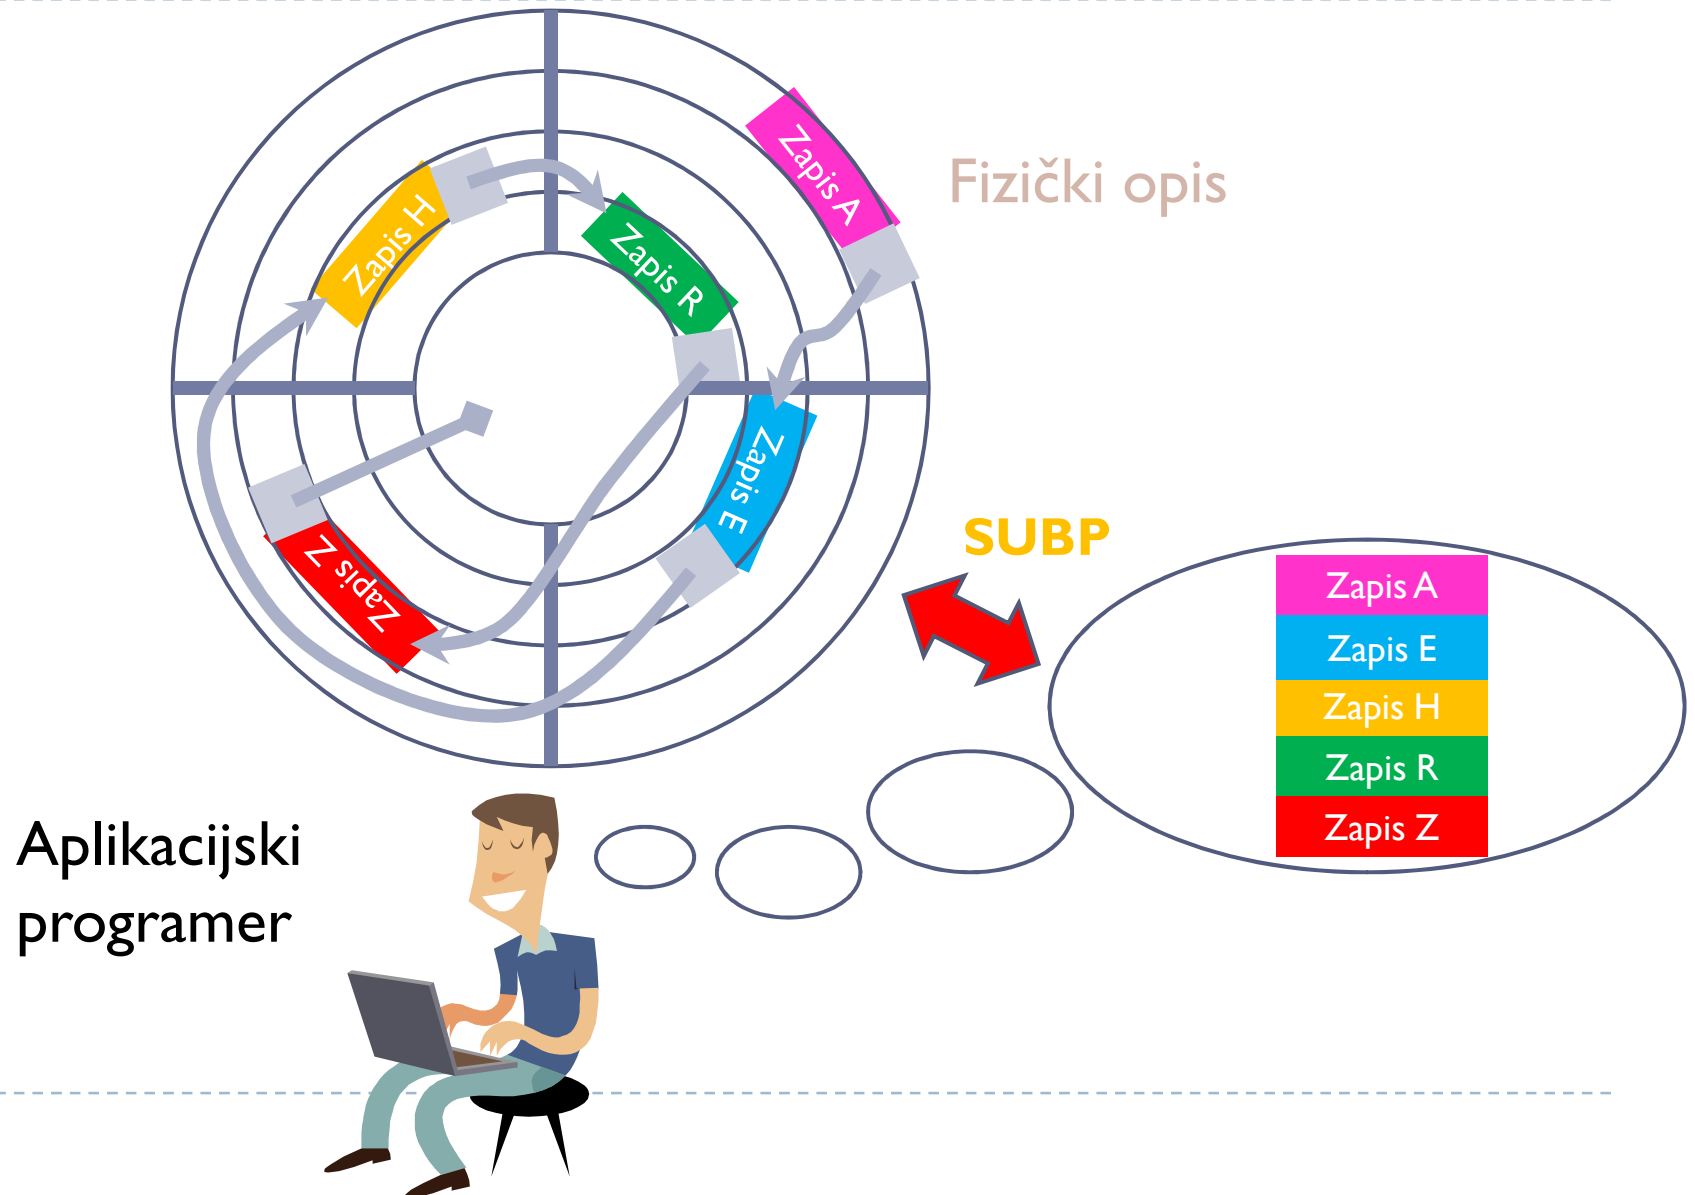 Zapis A
Fizički opis
Zapis H
Zapis R
Zapis E
Zapis Z
SUBP
Zapis A
Zapis E
Zapis H
Zapis R
Zapis Z
Aplikacijski
programer